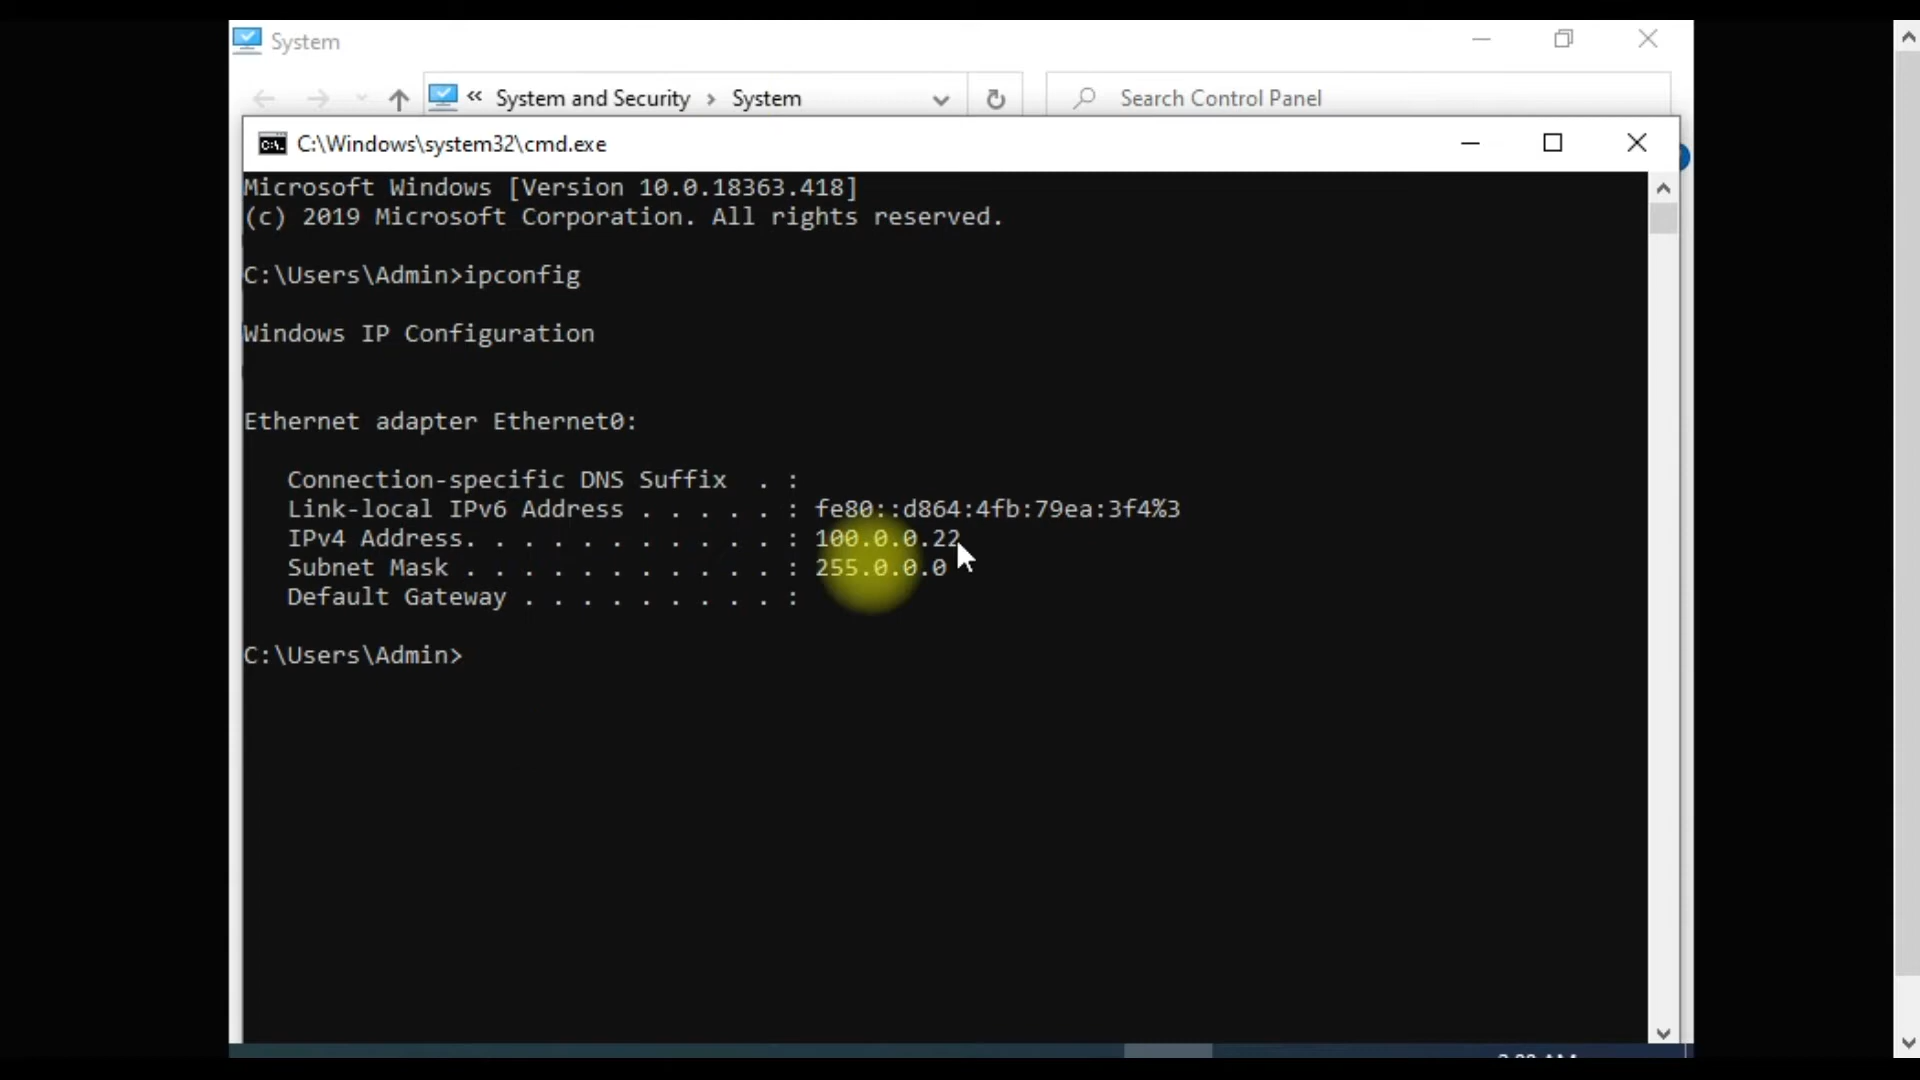 System
« System and Security > System
Search Control Panel
C:\Windows\system32\cmd.exe
Microsoft Windows [Version 10.0.18363.418]
(c) 2019 Microsoft Corporation. All rights reserved.
C:\Users\Admin>ipconfig
Windows IP Configuration
Ethernet adapter Ethernet0:
Connection-specific DNS Suffix  . :
Link-local IPv6 Address . . . . . : fe80::d864:4fb:79ea:3f4%3
IPv4 Address. . . . . . . . . . . : 100.0.0.22
Subnet Mask . . . . . . . . . . . : 255.0.0.0
Default Gateway . . . . . . . . . :
C:\Users\Admin>